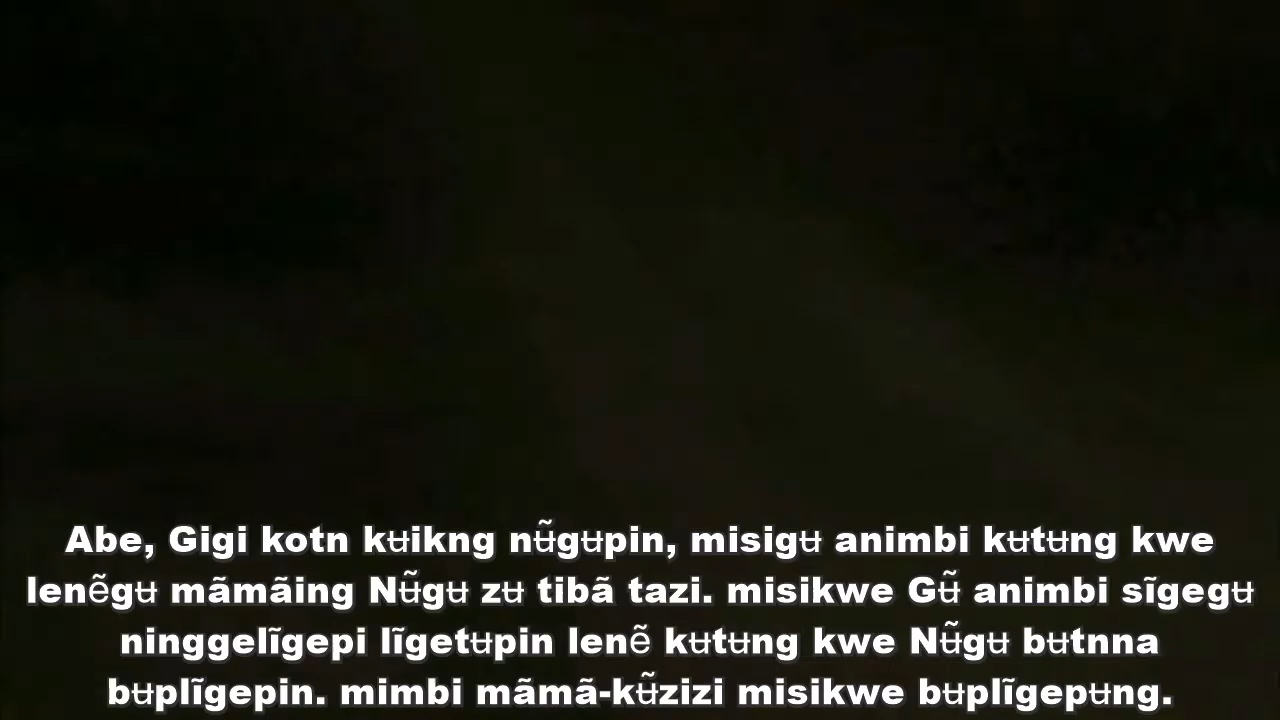 Abe, Gigi kotn kʉikng nʉ̃gʉpin, misigʉ animbi kʉtʉng kwe
lenẽgʉ mãmãing Nʉ̃gʉ zʉ tibã tazi. misikwe Gʉ̃ animbi sĩgegʉ
ninggelĩgepi lĩgetʉpin lenẽ kʉtʉng kwe Nʉ̃gʉ bʉtnna
bʉplĩgepin. mimbi mãmã-kʉ̃zizi misikwe bʉplĩgepʉng.